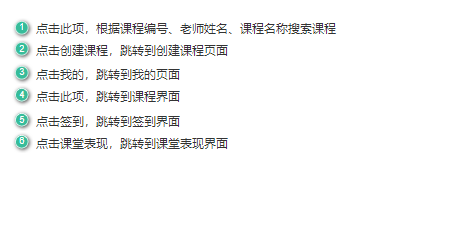 1 点击此项，根据课程编号、老师姓名、课程名称搜索课程
2 点击创建课程，跳转到创建课程页面
3 点击我的，跳转到我的页面
4 点击此项，跳转到课程界面
5 点击签到，跳转到签到界面
6 点击课堂表现，跳转到课堂表现界面